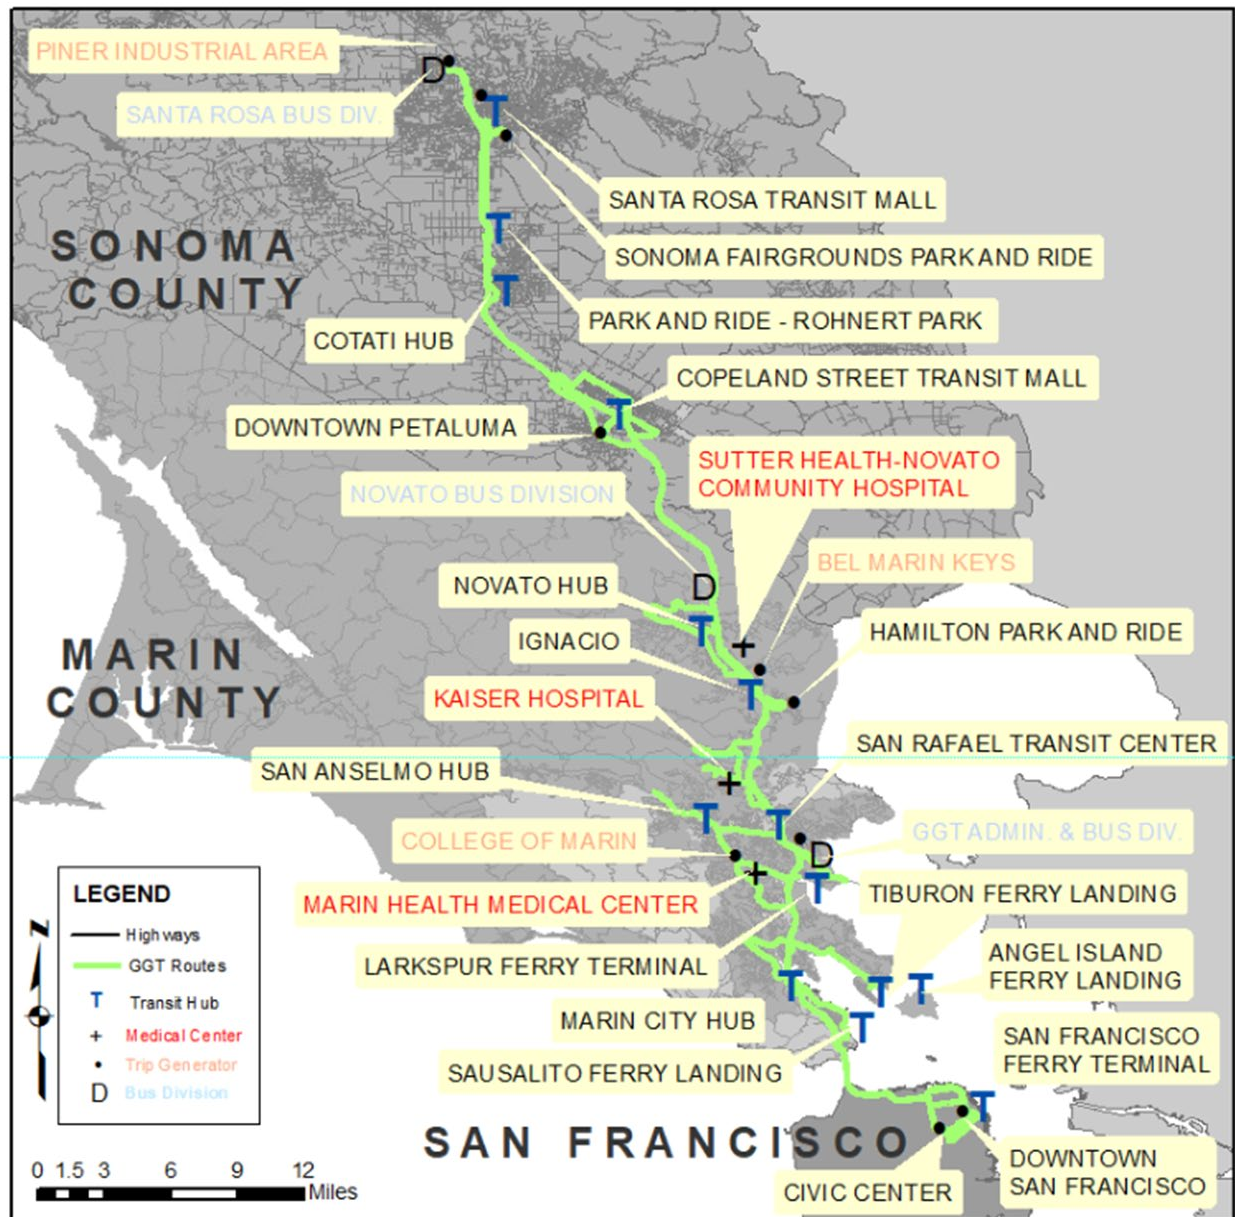 PINER INDUSTRIAL AREA
D
SANTA ROSA BUS DIV.
T
SANTA ROSA TRANSIT MALL
SONOMA
COUNTY
T
SONOMA FAIRGROUNDS PARK AND RIDE
T
PARK AND RIDE - ROHNERT PARK
COTATI HUB
COPELAND STREET TRANSIT MALL
T
DOWNTOWN PETALUMA
SUTTER HEALTH-NOVATO
COMMUNITY HOSPITAL
NOVATO BUS DIVISION
BEL MARIN KEYS
D
NOVATO HUB
T
HAMILTON PARK AND RIDE
IGNACIO
MARIN
COUNTY
T
KAISER HOSPITAL
SAN RAFAEL TRANSIT CENTER
SAN ANSELMO HUB
T
T
GGT ADMIN. & BUS DIV.
COLLEGE OF MARIN
D
T
TIBURON FERRY LANDING
MARIN HEALTH MEDICAL CENTER
ANGEL ISLAND
FERRY LANDING
LARKSPUR FERRY TERMINAL
T
T
T
MARIN CITY HUB
T
SAN FRANCISCO
FERRY TERMINAL
SAUSALITO FERRY LANDING
T
SAN FRANCISCO
DOWNTOWN
SAN FRANCISCO
CIVIC CENTER
LEGEND
Highways
GGT Routes
T Transit Hub
+ Medical Center
• Trip Generator
D Bus Division
N
0 1.5 3 6 9 12
Miles